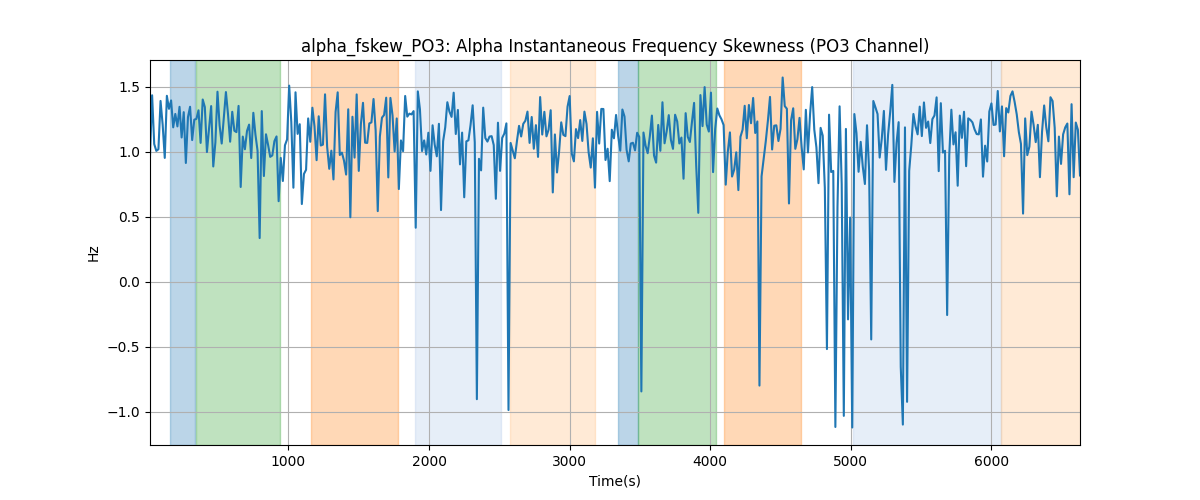 alpha_fskew_PO3: Alpha Instantaneous Frequency Skewness (PO3 Channel)
1.5
1.0
0.5
0.0
−0.5
−1.0
Hz
1000 2000 3000 4000 5000 6000
Time(s)